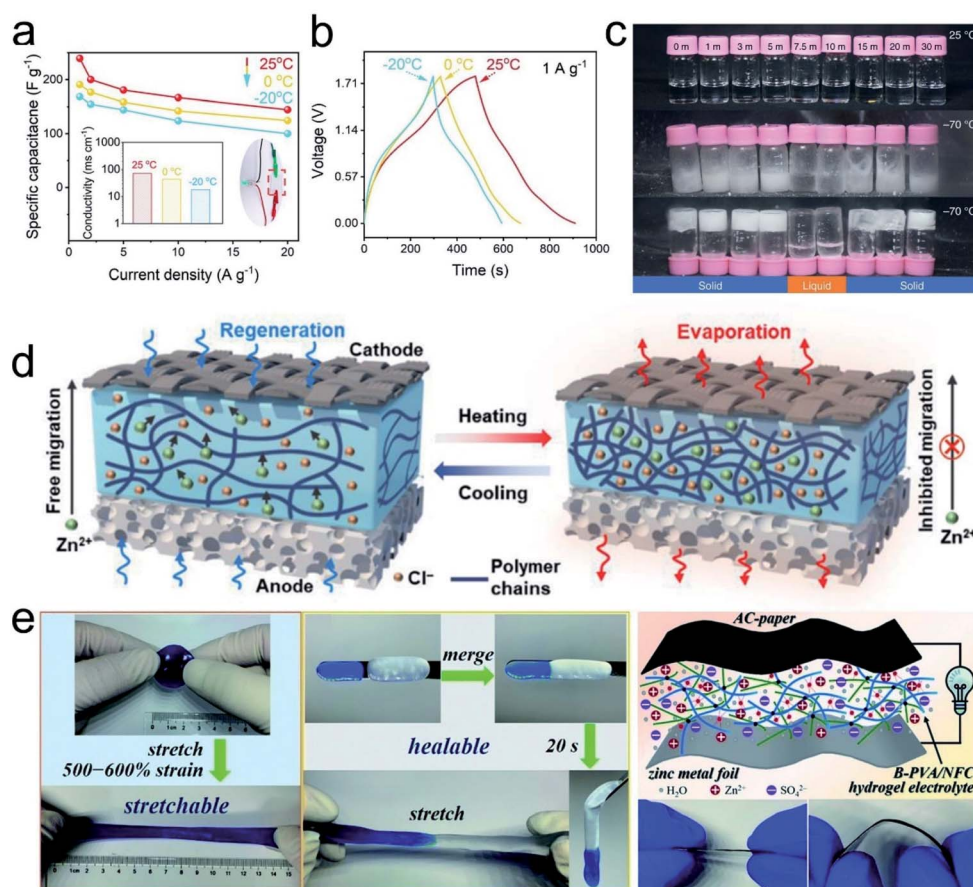 a
Specific capacitacne (F g⁻¹)
200
150
100
50
0
25°C
0 °C
-20°C
Conductivity (ms cm⁻¹)
1000
100
10
1
25 °C
0 °C
-20 °C
0 5 10 15 20
Current density (A g⁻¹)
b
Voltage (V)
1.71
1.14
0.57
0.00
-20°C
0 °C
25°C
1 A g⁻¹
0 200 400 600 800 1000
Time (s)
c
0 m 1 m 3 m 5 m 7.5 m 10 m 15 m 20 m 30 m
25 °C
–70 °C
–70 °C
Solid Liquid Solid
d
Regeneration
Cathode
Free migration
Zn²⁺
Anode
Cl⁻
Polymer
chains
Heating
Cooling
Evaporation
Inhibited migration
Zn²⁺
e
stretch
500–600% strain
stretchable
merge
healable
20 s
stretch
AC-paper
zinc metal foil
B-PVA/NFC
hydrogel electrolyte
H₂O Zn²⁺ SO₄²⁻